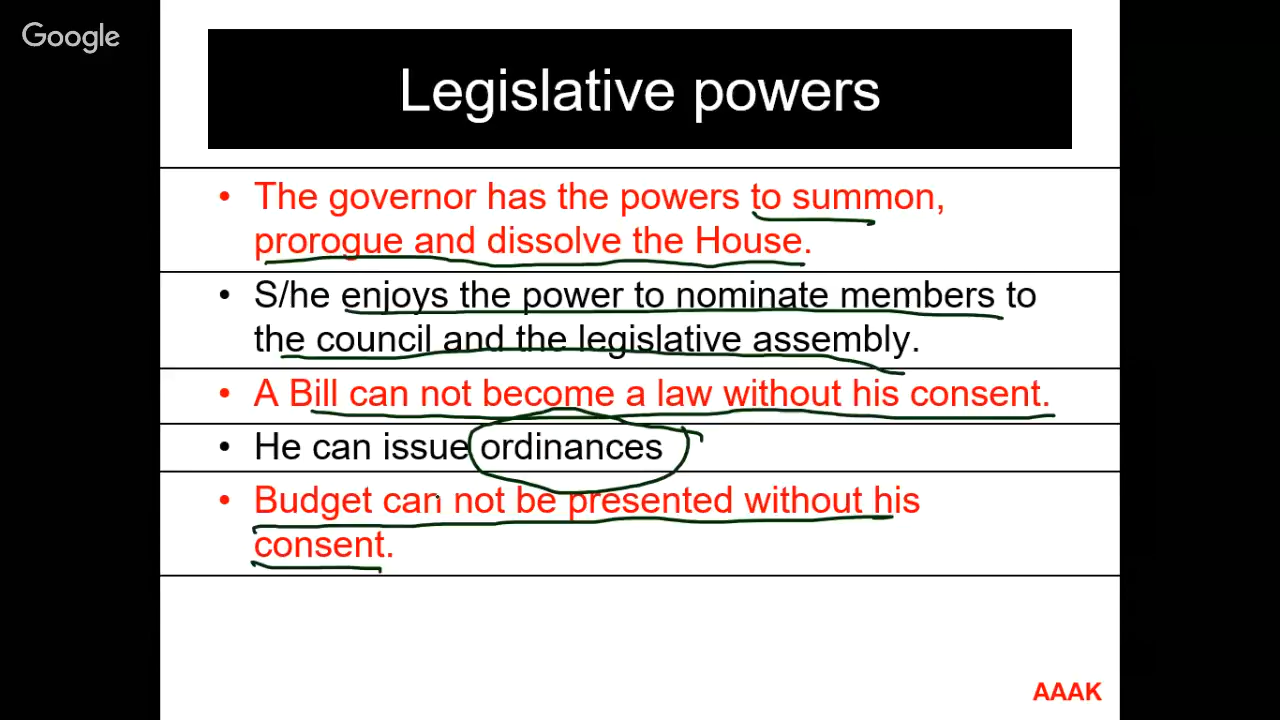 Google
Legislative powers
• The governor has the powers to summon,
prorogue and dissolve the House.
• S/he enjoys the power to nominate members to
the council and the legislative assembly.
• A Bill can not become a law without his consent.
• He can issue ordinances
• Budget can not be presented without his
consent.
AAAK